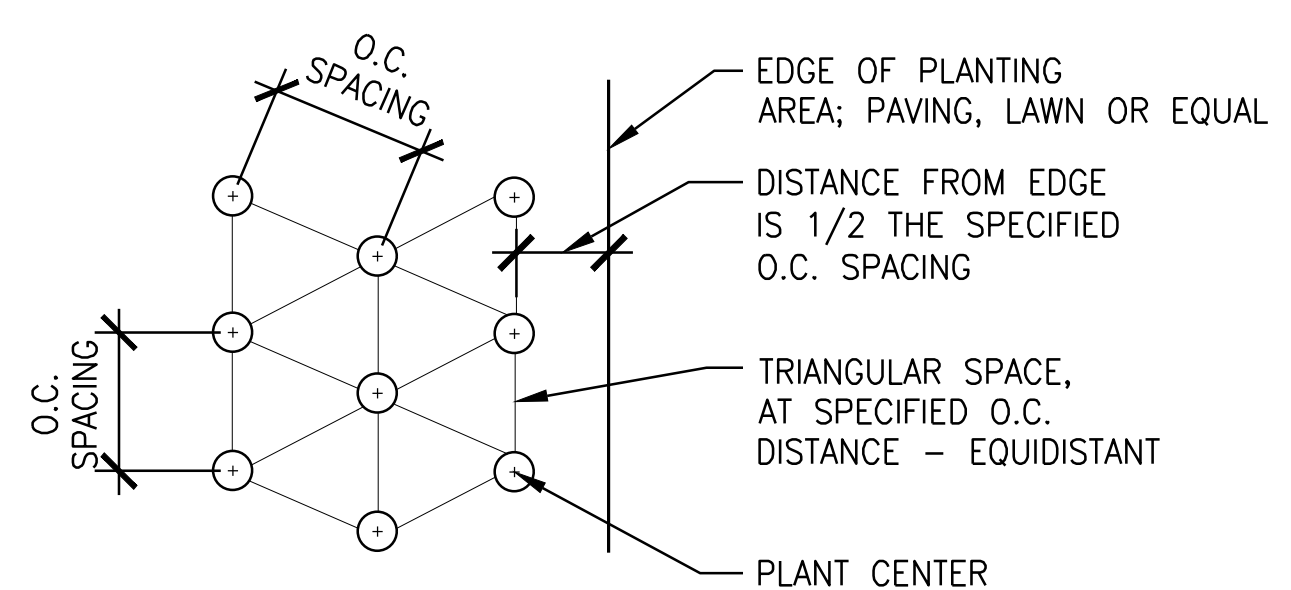 O.C.
SPACING
EDGE OF PLANTING
AREA; PAVING, LAWN OR EQUAL
DISTANCE FROM EDGE
IS 1/2 THE SPECIFIED
O.C. SPACING
O.C.
SPACING
TRIANGULAR SPACE,
AT SPECIFIED O.C.
DISTANCE – EQUIDISTANT
PLANT CENTER